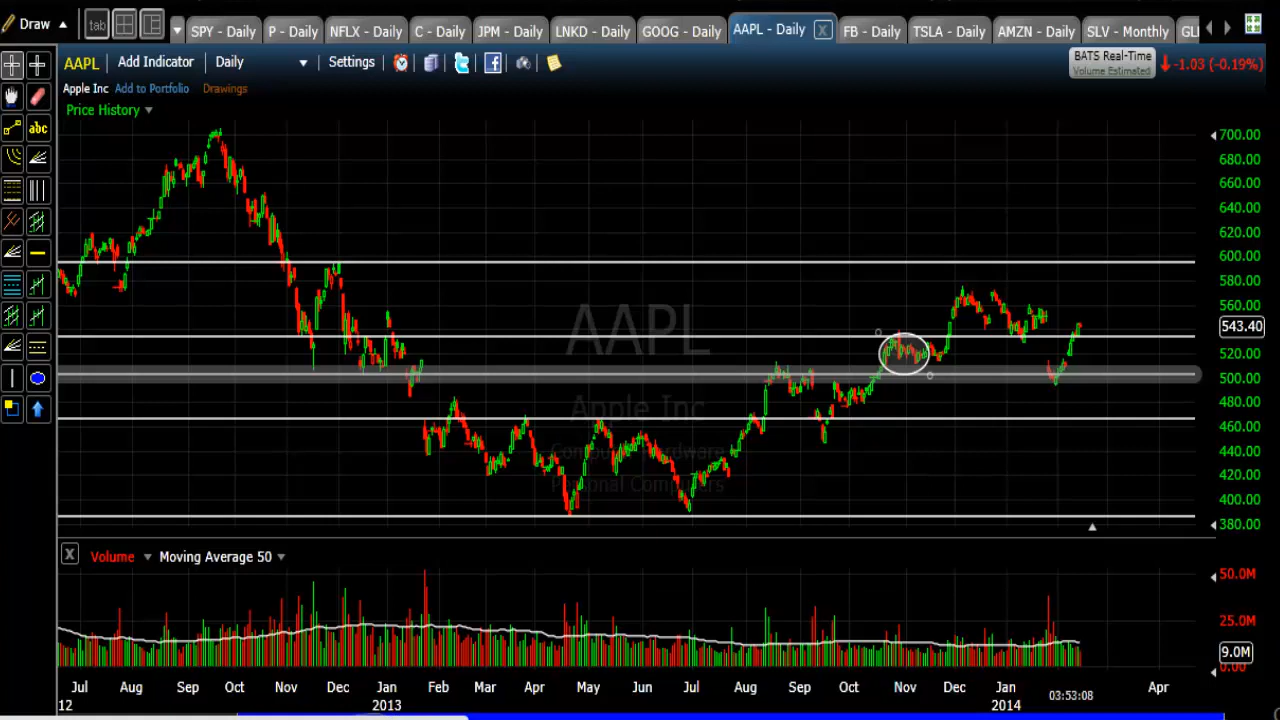 Draw tab SPY - Daily P - Daily NFLX - Daily C - Daily JPM - Daily LNKD - Daily GOOG - Daily AAPL - Daily X FB - Daily TSLA - Daily AMZN - Daily SLV - Monthly GL
AAPL Add Indicator Daily Settings BATS Real-Time -1.03 (-0.19%)
Volume Estimated
Apple Inc Add to Portfolio Drawings
Price History
abc
700.00
680.00
660.00
640.00
620.00
600.00
580.00
560.00
543.40
520.00
500.00
480.00
460.00
440.00
420.00
400.00
380.00
AAPL
Apple Inc
Computer Hardware
Personal Computers
X Volume Moving Average 50
50.0M
25.0M
9.0M
0.00
Jul Aug Sep Oct Nov Dec Jan Feb Mar Apr May Jun Jul Aug Sep Oct Nov Dec Jan 03:53:08 Apr
12 2013 2014